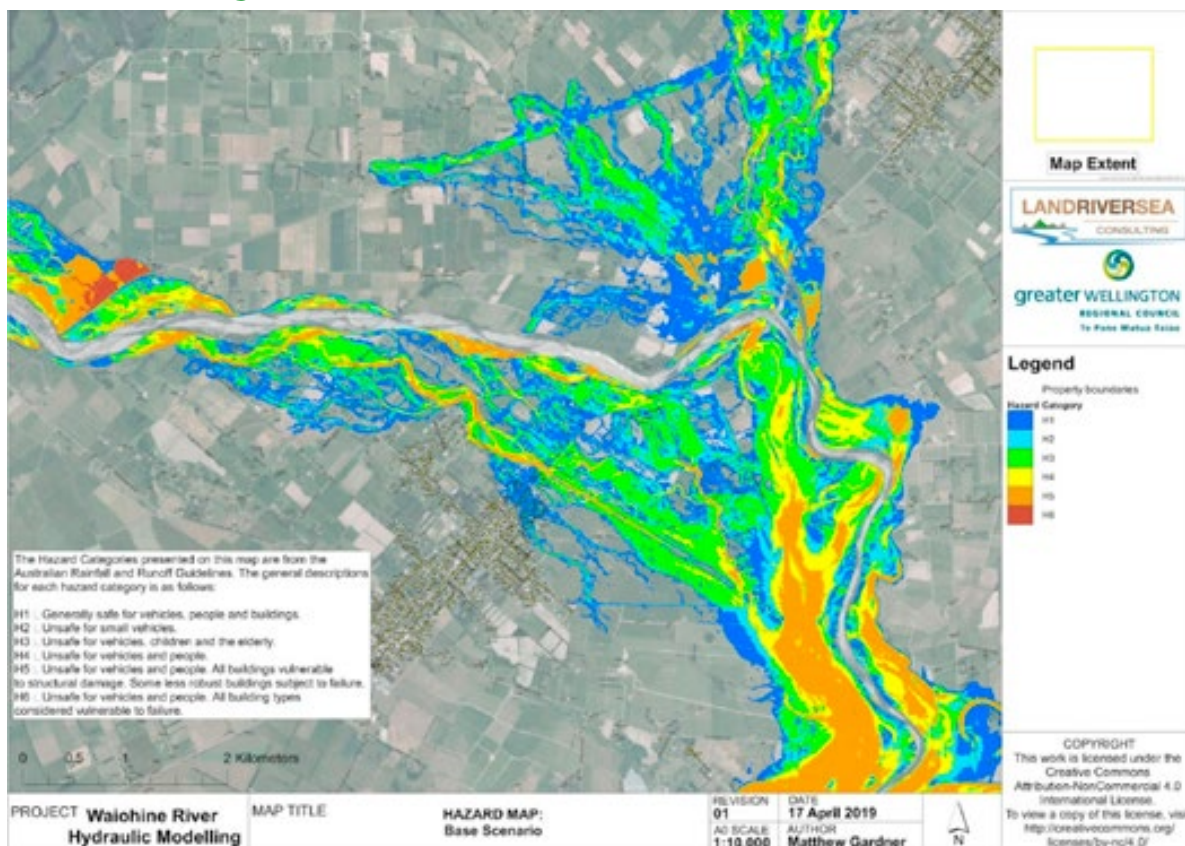 Map Extent
LANDRIVERSEA
CONSULTING
greater WELLINGTON
REGIONAL COUNCIL
Te Pane Matua Taiao
Legend
Property boundaries
Hazard Category
H1
H2
H3
H4
H5
H6
The Hazard Categories presented on this map are from the
Australian Rainfall and Runoff Guidelines. The general descriptions
for each hazard category is as follows:
H1 : Generally safe for vehicles, people and buildings.
H2 : Unsafe for small vehicles.
H3 : Unsafe for vehicles, children and the elderly.
H4 : Unsafe for vehicles and people.
H5 : Unsafe for vehicles and people. All buildings vulnerable
to structural damage. Some less robust buildings subject to failure.
H6 : Unsafe for vehicles and people. All building types
considered vulnerable to failure.
0 0.5 1 2 Kilometers
PROJECT Waiohine River
Hydraulic Modelling
MAP TITLE
HAZARD MAP:
Base Scenario
REVISION
01
DATE
17 April 2019
A0 SCALE
1:10,000
AUTHOR
Matthew Gardner
N
COPYRIGHT
This work is licensed under the
Creative Commons
Attribution-NonCommercial 4.0
International License.
To view a copy of this license, visit
http://creativecommons.org/
licenses/by-nc/4.0/